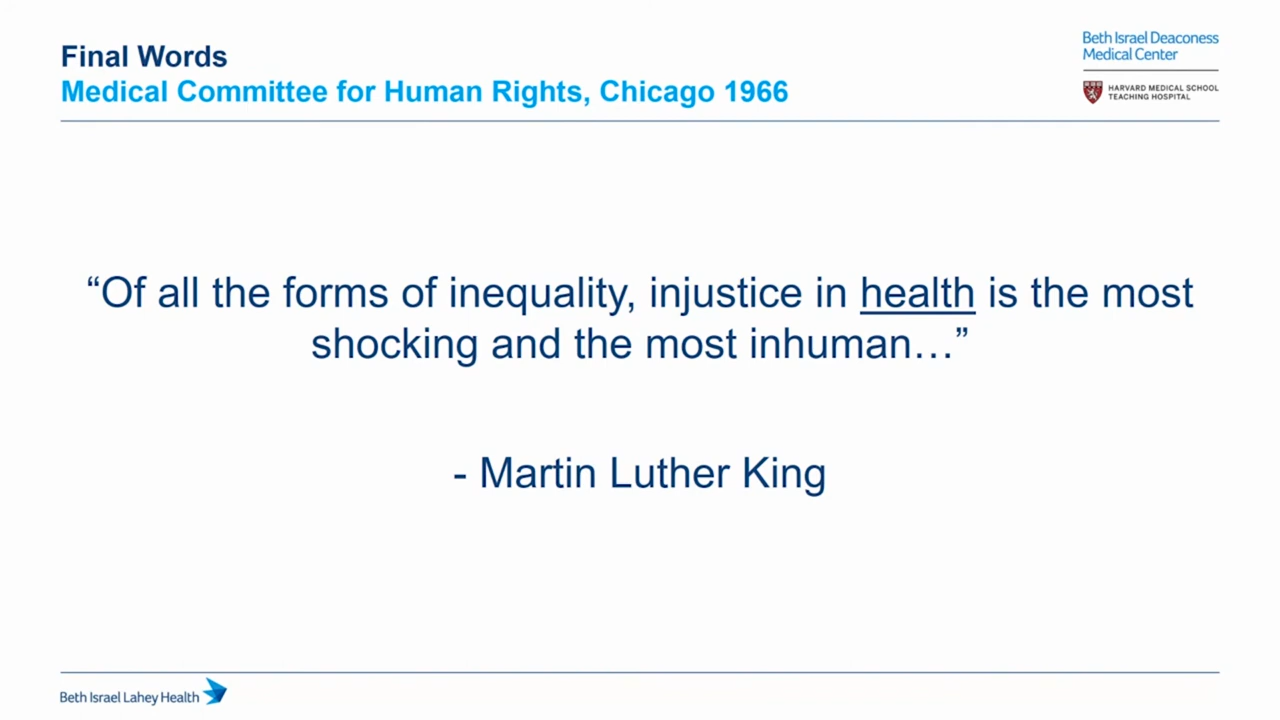 Final Words
Medical Committee for Human Rights, Chicago 1966
Beth Israel Deaconess
Medical Center
HARVARD MEDICAL SCHOOL
TEACHING HOSPITAL
“Of all the forms of inequality, injustice in health is the most
shocking and the most inhuman…”
- Martin Luther King
Beth Israel Lahey Health